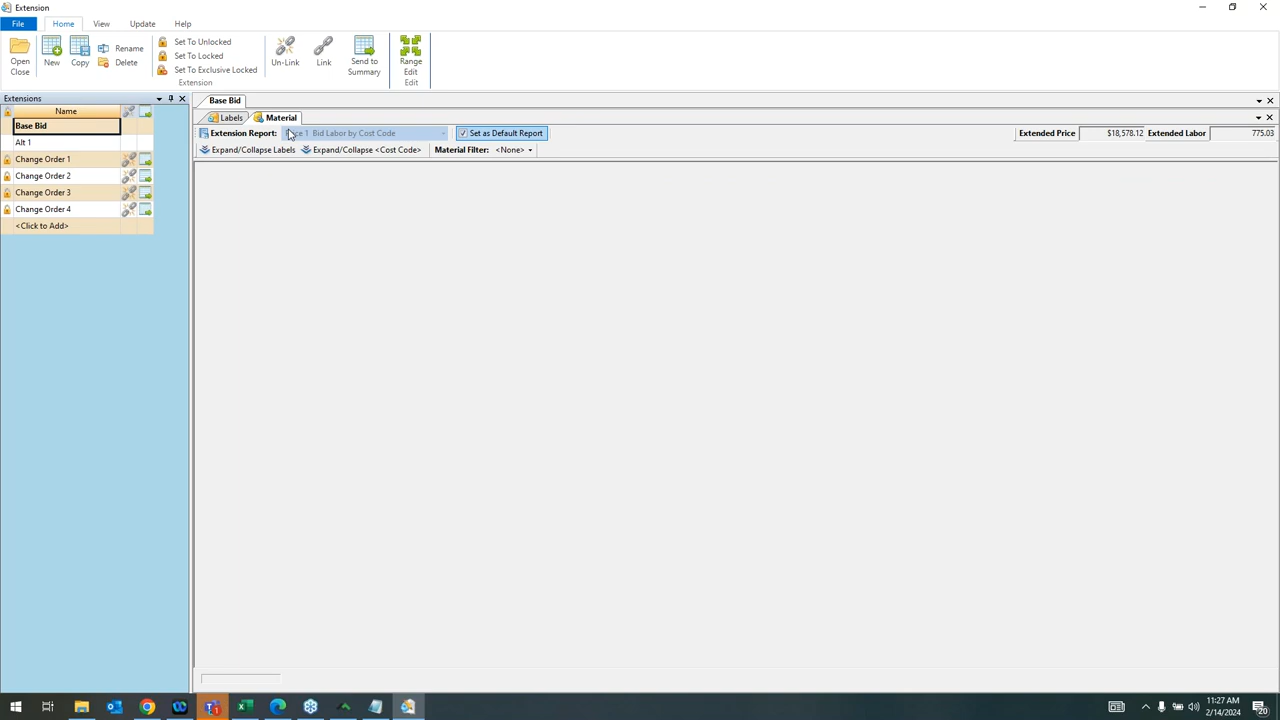 Extension
File Home View Update Help
Open Close
New
Copy
Rename
Delete
Set To Unlocked
Set To Locked
Set To Exclusive Locked
Extension
Un-Link
Link
Send to Summary
Range Edit
Edit
Extensions
Name
Base Bid
Alt 1
Change Order 1
Change Order 2
Change Order 3
Change Order 4
<Click to Add>
Base Bid
Labels Material
Extension Report: 1 Bid Labor by Cost Code Set as Default Report Extended Price $18,578.12 Extended Labor 775.03
Expand/Collapse Labels Expand/Collapse <Cost Code> Material Filter: <None>
11:27 AM
2/14/2024
20